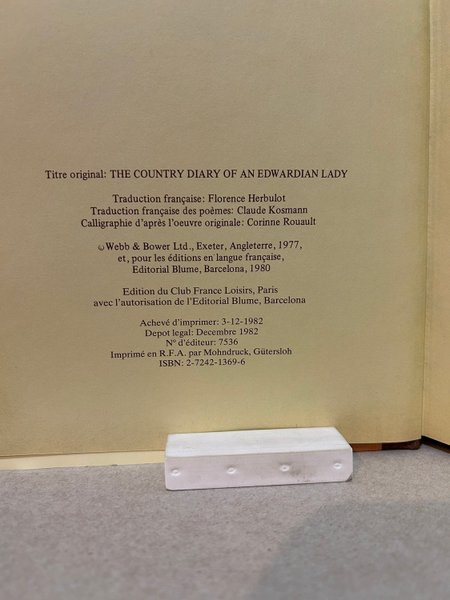 Titre original: THE COUNTRY DIARY OF AN EDWARDIAN LADY
Traduction française: Florence Herbulot
Traduction française des poèmes: Claude Kosmann
Calligraphie d'après l'oeuvre originale: Corinne Rouault
© Webb & Bower Ltd., Exeter, Angleterre, 1977,
et, pour les éditions en langue française,
Editorial Blume, Barcelona, 1980
Edition du Club France Loisirs, Paris
avec l'autorisation de l'Editorial Blume, Barcelona
Achevé d'imprimer: 3-12-1982
Depot legal: Decembre 1982
N° d'éditeur: 7536
Imprimé en R.F.A. par Mohndruck, Gütersloh
ISBN: 2-7242-1369-6